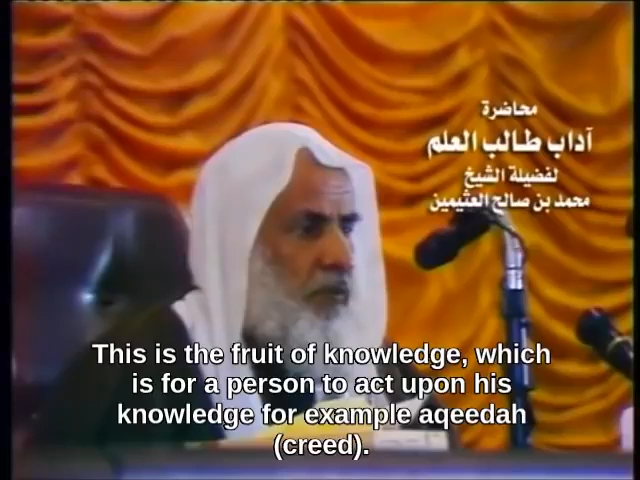 محاضرة
آداب طالب العلم
لفضيلة الشيخ
محمد بن صالح العثيمين
This is the fruit of knowledge, which
is for a person to act upon his
knowledge for example aqeedah
(creed).